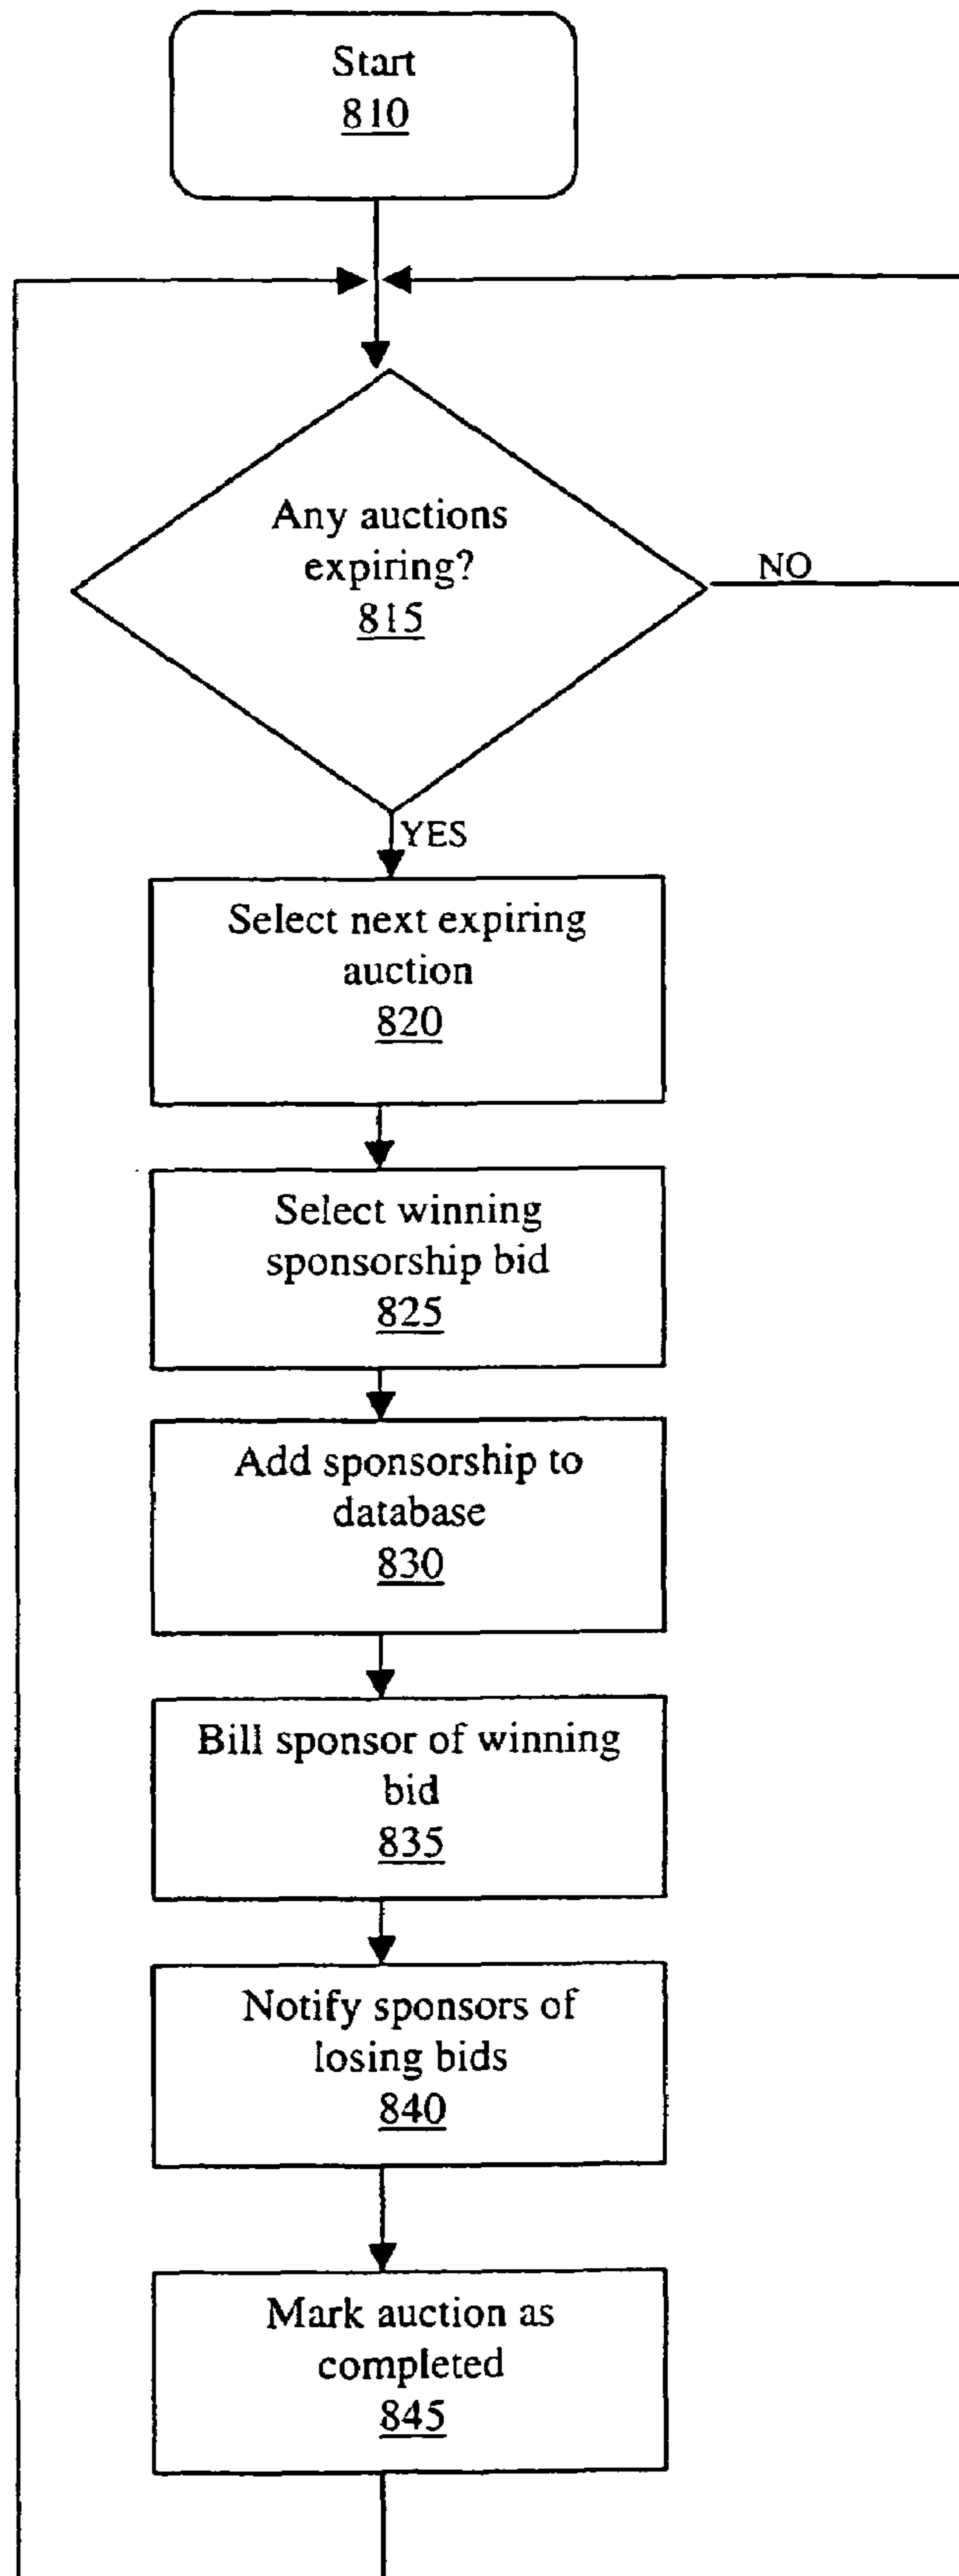 Start
810
Any auctions
expiring?
815
NO
YES
Select next expiring
auction
820
Select winning
sponsorship bid
825
Add sponsorship to
database
830
Bill sponsor of winning
bid
835
Notify sponsors of
losing bids
840
Mark auction as
completed
845